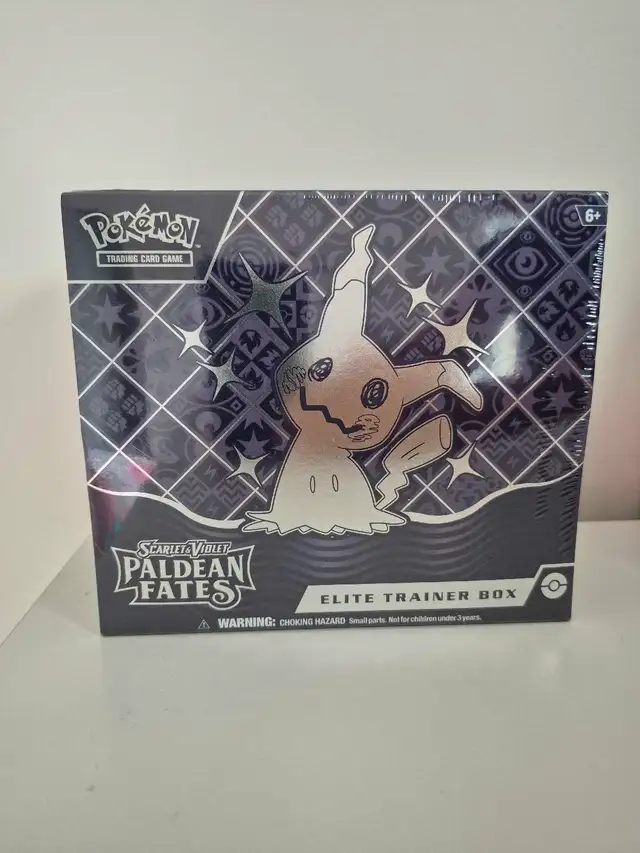 POKéMON
TRADING CARD GAME
6+
SCARLET & VIOLET
PALDEAN
FATES
ELITE TRAINER BOX
WARNING: CHOKING HAZARD Small parts. Not for children under 3 years.